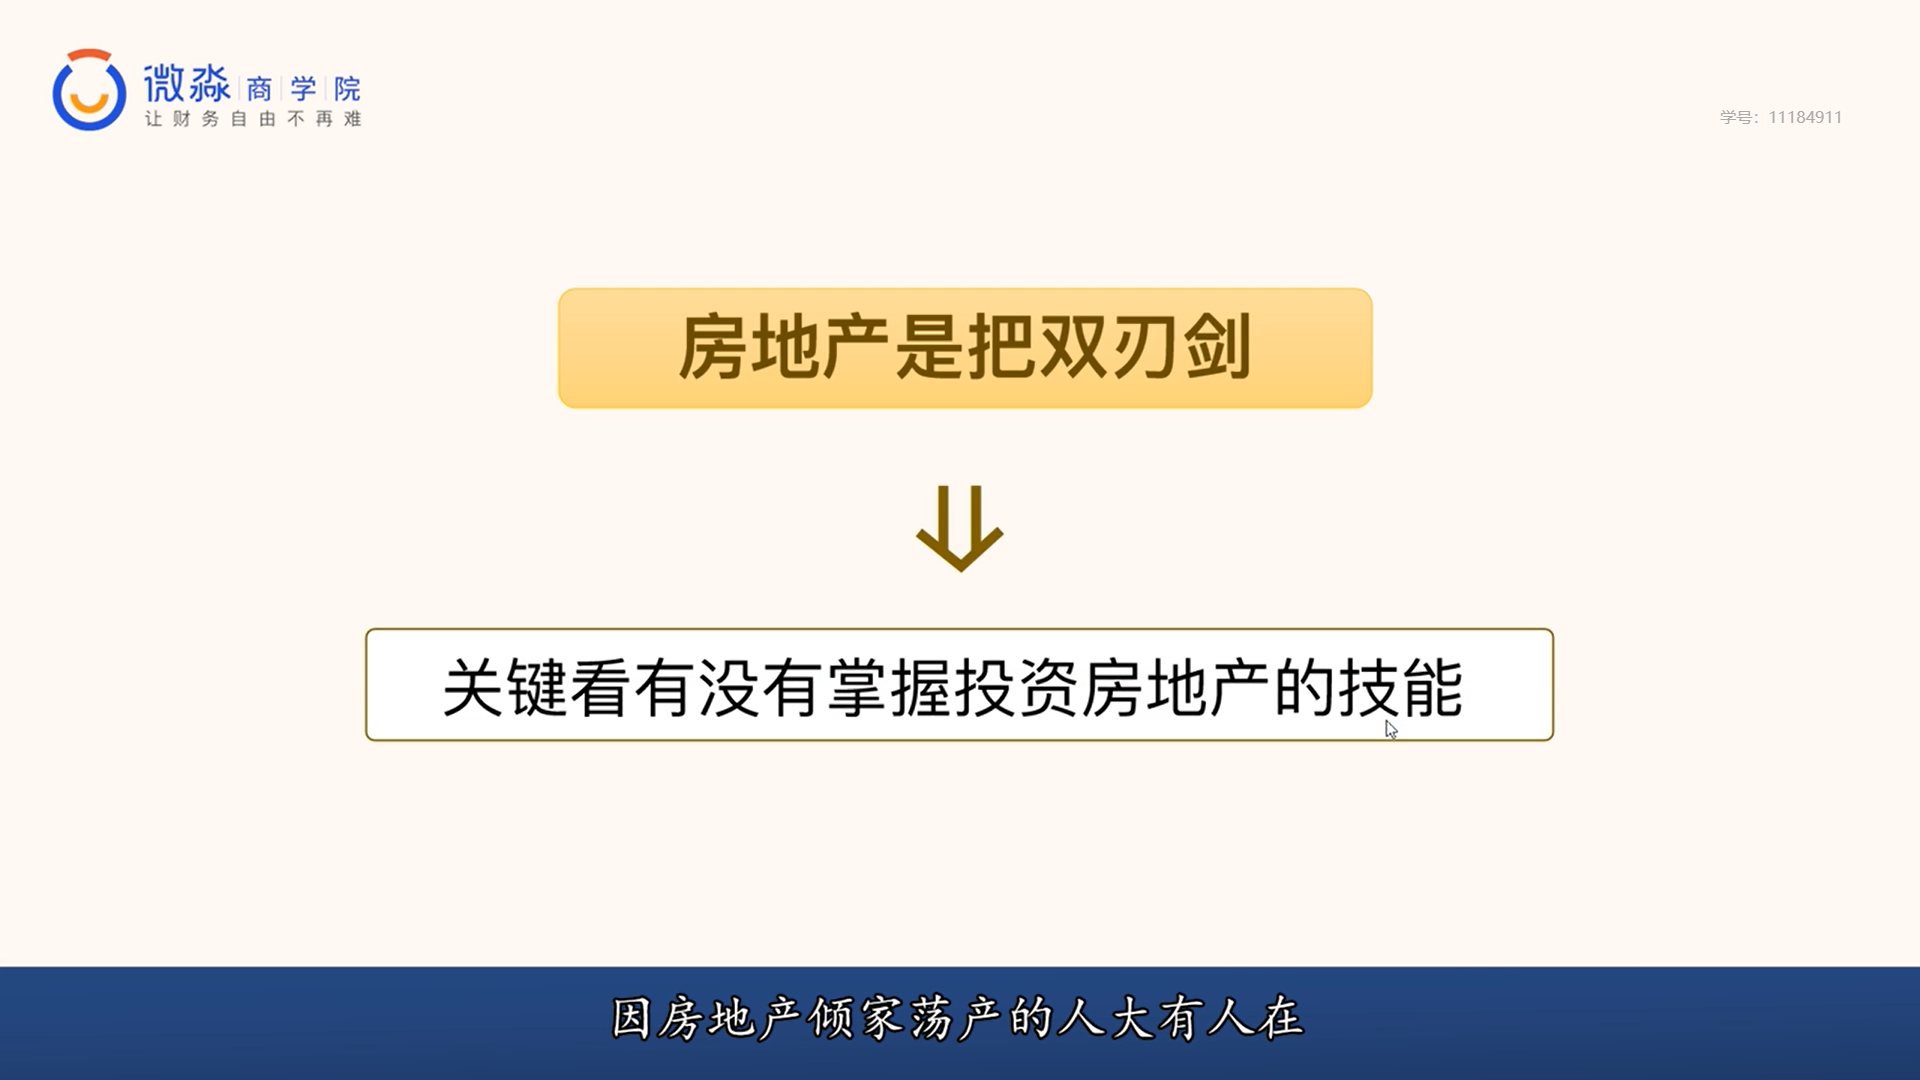 微淼商学院
让财务自由不再难
学号：11184911
房地产是把双刃剑
关键看有没有掌握投资房地产的技能
因房地产倾家荡产的人大有人在